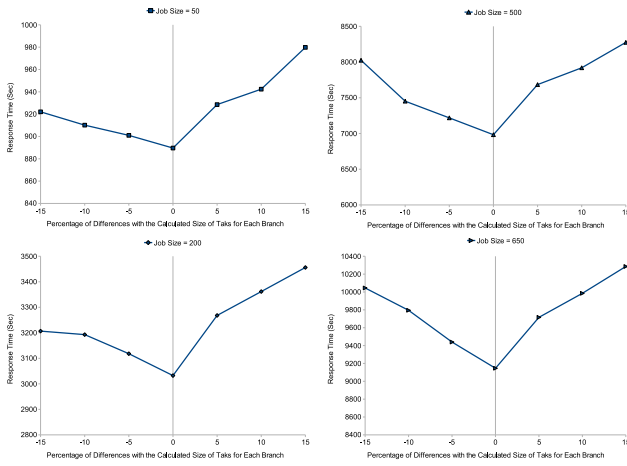 Job Size = 50
Response Time (Sec)
1000
980
960
940
920
900
880
860
840
-15 -10 -5 0 5 10 15
Percentage of Differences with the Calculated Size of Taks for Each Branch
Job Size = 500
Response Time (Sec)
8500
8000
7500
7000
6500
6000
-15 -10 -5 0 5 10 15
Percentage of Differences with the Calculated Size of Taks for Each Branch
Job Size = 200
Response Time (Sec)
3500
3400
3300
3200
3100
3000
2900
2800
-15 -10 -5 0 5 10 15
Percentage of Differences with the Calculated Size of Taks for Each Branch
Job Size = 650
Response Time (Sec)
10400
10200
10000
9800
9600
9400
9200
9000
8800
8600
8400
-15 -10 -5 0 5 10 15
Percentage of Differences with the Calculated Size of Taks for Each Branch